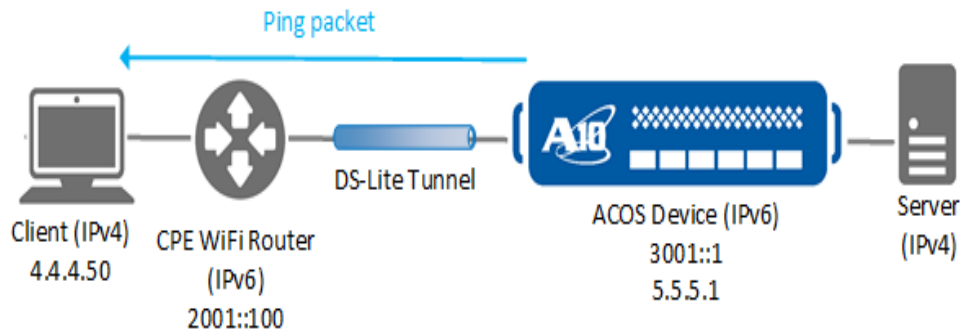 Ping packet
A10
DS-Lite Tunnel
Client (IPv4)
4.4.4.50
CPE WiFi Router
(IPv6)
2001::100
ACOS Device (IPv6)
3001::1
5.5.5.1
Server
(IPv4)